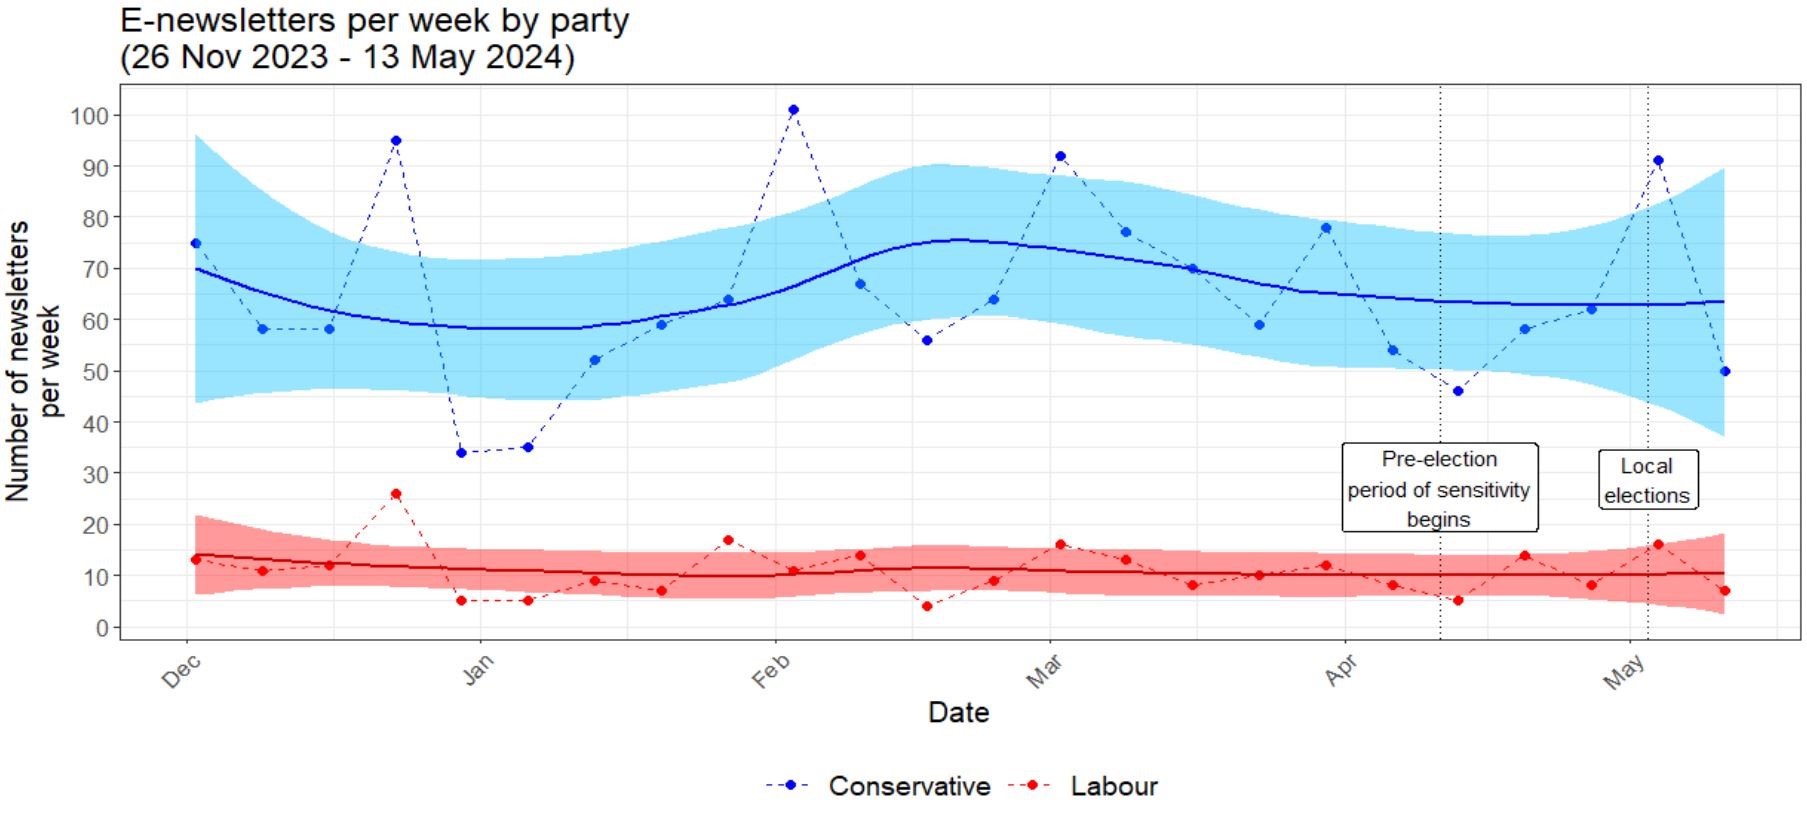 E-newsletters per week by party
(26 Nov 2023 - 13 May 2024)
Number of newsletters
per week
100
90
80
70
60
50
40
30
20
10
0
Pre-election
period of sensitivity
begins
Local
elections
Dec
Jan
Feb
Mar
Apr
May
Date
Conservative
Labour